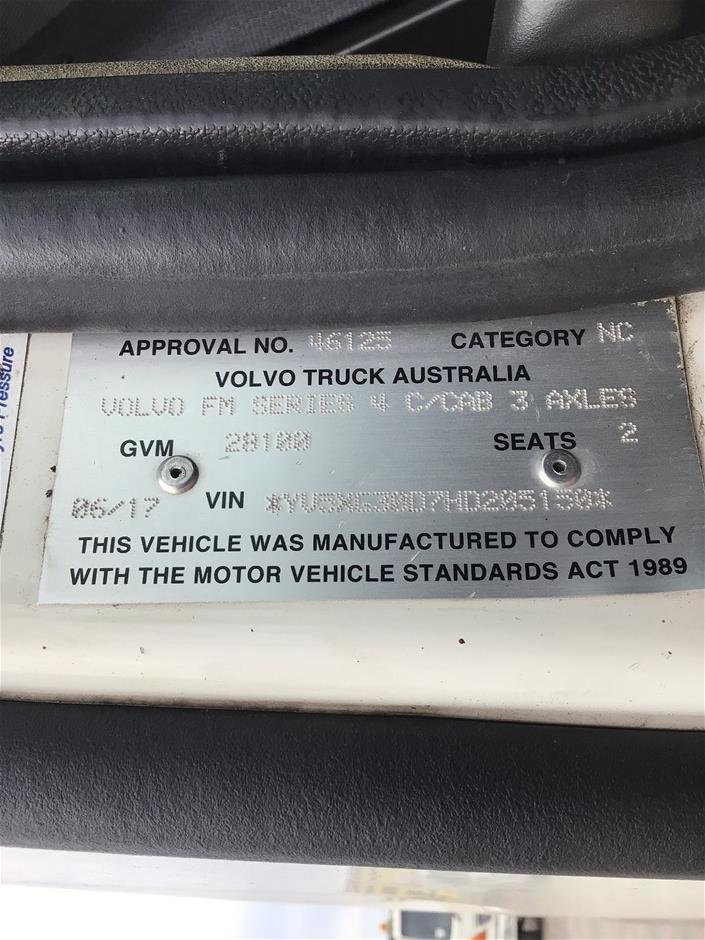 APPROVAL NO. 46125 CATEGORY NC
VOLVO TRUCK AUSTRALIA
VOLVO FM SERIES 4 C/CAB 3 AXLES
GVM 28100 SEATS 2
06/17 VIN
THIS VEHICLE WAS MANUFACTURED TO COMPLY
WITH THE MOTOR VEHICLE STANDARDS ACT 1989
Pressure